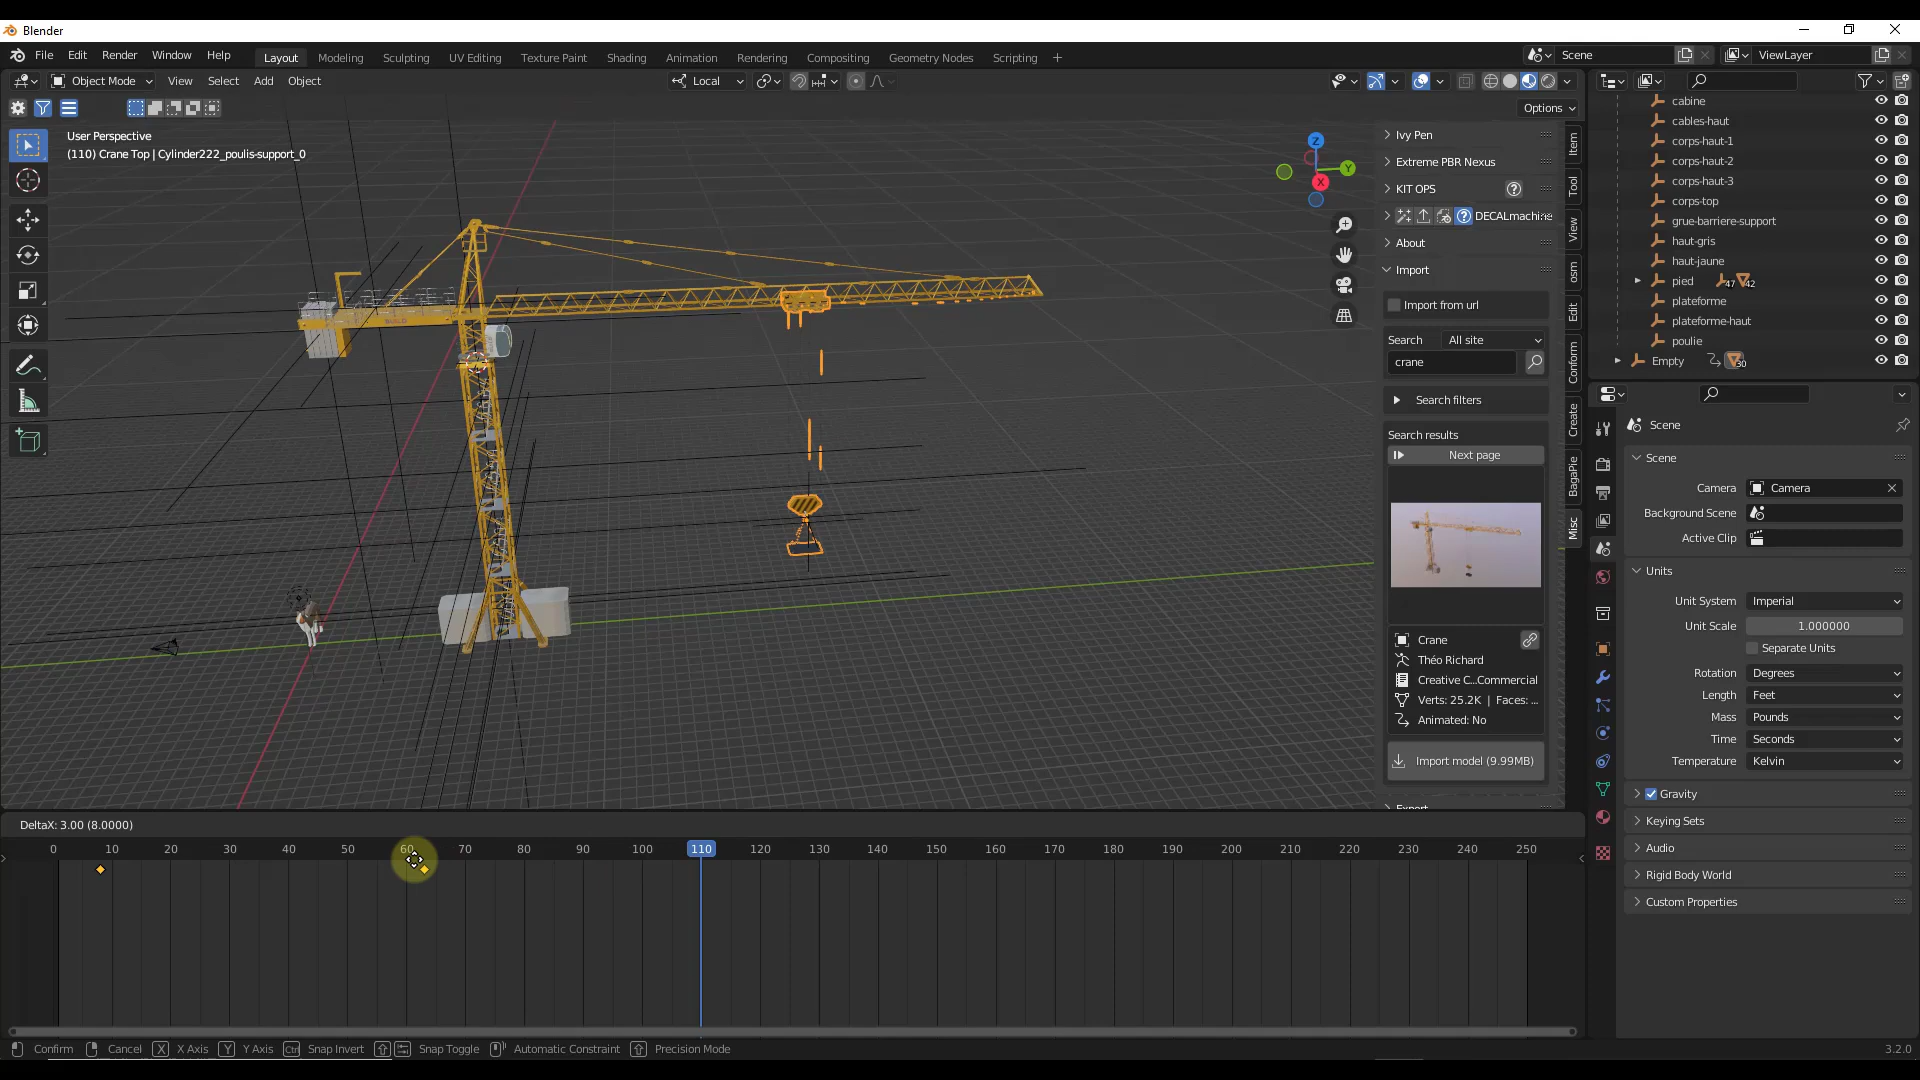 Blender
File Edit Render Window Help
Layout Modeling Sculpting UV Editing Texture Paint Shading Animation Rendering Compositing Geometry Nodes Scripting +
Scene
ViewLayer
Object Mode View Select Add Object
Local
Options
User Perspective
(110) Crane Top | Cylinder222_poulis-support_0
Z
Y
X
BUILD
Ivy Pen
Extreme PBR Nexus
KIT OPS
DECALmachine
About
Import
Import from url
Search All site
crane
Search filters
Search results
Next page
Crane
Théo Richard
Creative C...Commercial
Verts: 25.2K | Faces: ...
Animated: No
Import model (9.99MB)
Export
Item
Tool
View
osm
Edit
Conform
Create
BagaPie
Misc
cabine
cables-haut
corps-haut-1
corps-haut-2
corps-haut-3
corps-top
grue-barriere-support
haut-gris
haut-jaune
pied 47 42
plateforme
plateforme-haut
poulie
Empty 30
Scene
Scene
Camera Camera
Background Scene
Active Clip
Units
Unit System Imperial
Unit Scale 1.000000
Separate Units
Rotation Degrees
Length Feet
Mass Pounds
Time Seconds
Temperature Kelvin
Gravity
Keying Sets
Audio
Rigid Body World
Custom Properties
DeltaX: 3.00 (8.0000)
0 10 20 30 40 50 60 70 80 90 100 110 120 130 140 150 160 170 180 190 200 210 220 230 240 250
Confirm Cancel X X Axis Y Y Axis Ctrl Snap Invert Snap Toggle Automatic Constraint Precision Mode
3.2.0